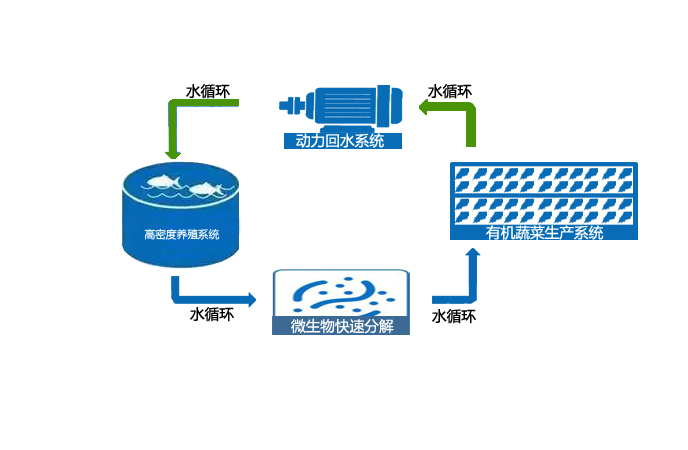 水循环
水循环
动力回水系统
高密度养殖系统
有机蔬菜生产系统
水循环
微生物快速分解
水循环